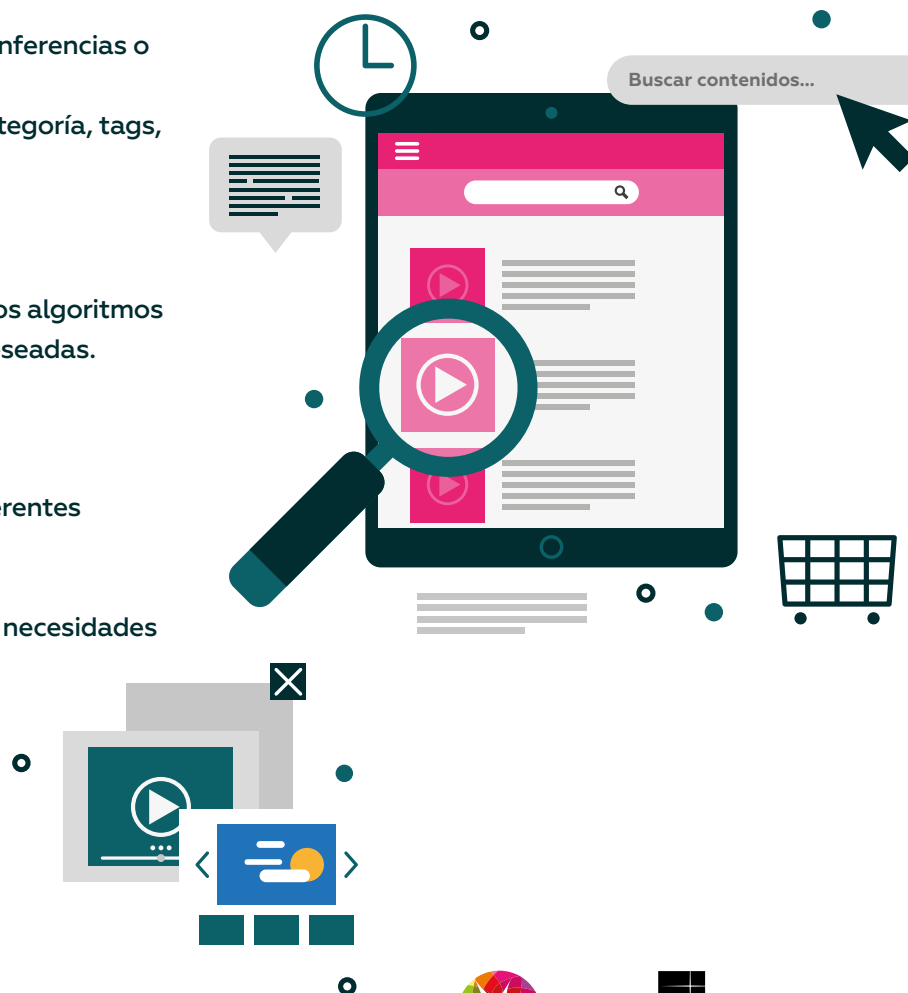 nferencias o
tegoría, tags,
os algoritmos
seadas.
erentes
necesidades
Buscar contenidos...